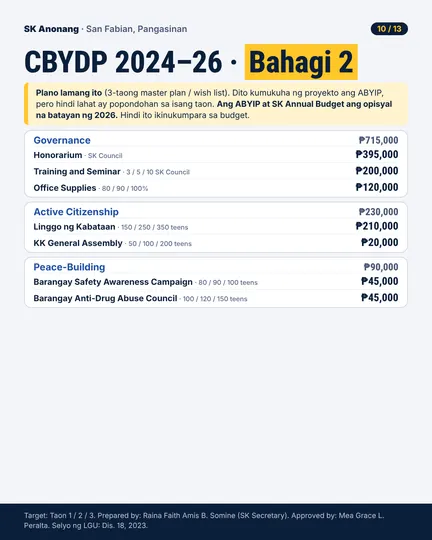 SK Anonang · San Fabian, Pangasinan
10 / 13
CBYDP 2024–26 · Bahagi 2
Plano lamang ito (3-taong master plan / wish list). Dito kumukuha ng proyekto ang ABYIP,
pero hindi lahat ay popondohan sa isang taon. Ang ABYIP at SK Annual Budget ang opisyal
na batayan ng 2026. Hindi ito ikinukumpara sa budget.
Governance ₱715,000
Honorarium · SK Council ₱395,000
Training and Seminar · 3 / 5 / 10 SK Council ₱200,000
Office Supplies · 80 / 90 / 100% ₱120,000
Active Citizenship ₱230,000
Linggo ng Kabataan · 150 / 250 / 350 teens ₱210,000
KK General Assembly · 50 / 100 / 200 teens ₱20,000
Peace-Building ₱90,000
Barangay Safety Awareness Campaign · 80 / 90 / 100 teens ₱45,000
Barangay Anti-Drug Abuse Council · 100 / 120 / 150 teens ₱45,000
Target: Taon 1 / 2 / 3. Prepared by: Raina Faith Amis B. Somine (SK Secretary). Approved by: Mea Grace L.
Peralta. Selyo ng LGU: Dis. 18, 2023.